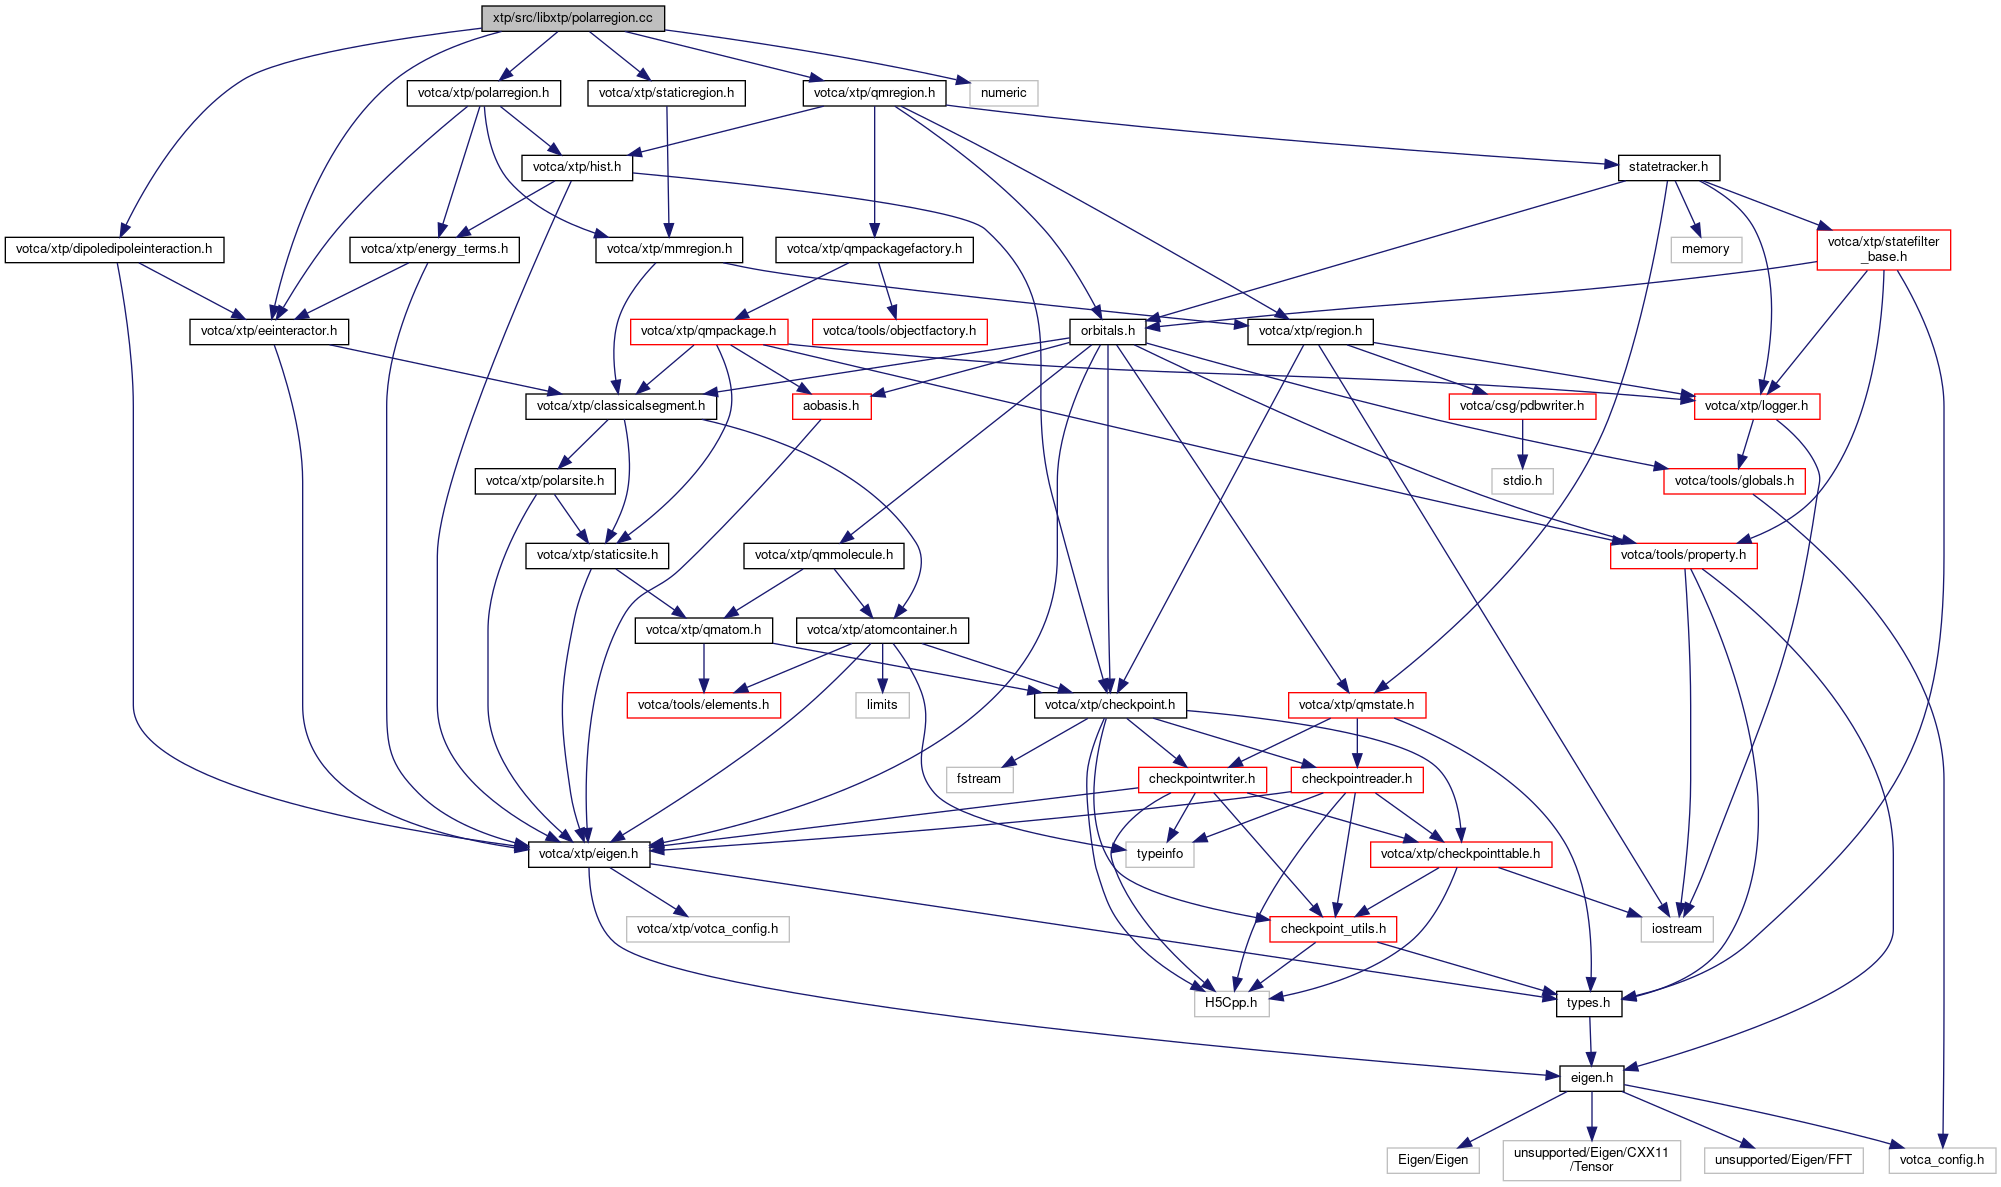 xtp/src/libxtp/polarregion.cc
votca/xtp/polarregion.h
votca/xtp/staticregion.h
votca/xtp/qmregion.h
numeric
votca/xtp/hist.h
statetracker.h
votca/xtp/dipoledipoleinteraction.h
votca/xtp/energy_terms.h
votca/xtp/mmregion.h
votca/xtp/qmpackagefactory.h
memory
votca/xtp/statefilter
_base.h
votca/xtp/eeinteractor.h
votca/xtp/qmpackage.h
votca/tools/objectfactory.h
orbitals.h
votca/xtp/region.h
votca/xtp/classicalsegment.h
aobasis.h
votca/csg/pdbwriter.h
votca/xtp/logger.h
votca/xtp/polarsite.h
stdio.h
votca/tools/globals.h
votca/xtp/staticsite.h
votca/xtp/qmmolecule.h
votca/tools/property.h
votca/xtp/qmatom.h
votca/xtp/atomcontainer.h
votca/tools/elements.h
limits
votca/xtp/checkpoint.h
votca/xtp/qmstate.h
fstream
checkpointwriter.h
checkpointreader.h
votca/xtp/eigen.h
typeinfo
votca/xtp/checkpointtable.h
votca/xtp/votca_config.h
checkpoint_utils.h
iostream
H5Cpp.h
types.h
eigen.h
Eigen/Eigen
unsupported/Eigen/CXX11
/Tensor
unsupported/Eigen/FFT
votca_config.h